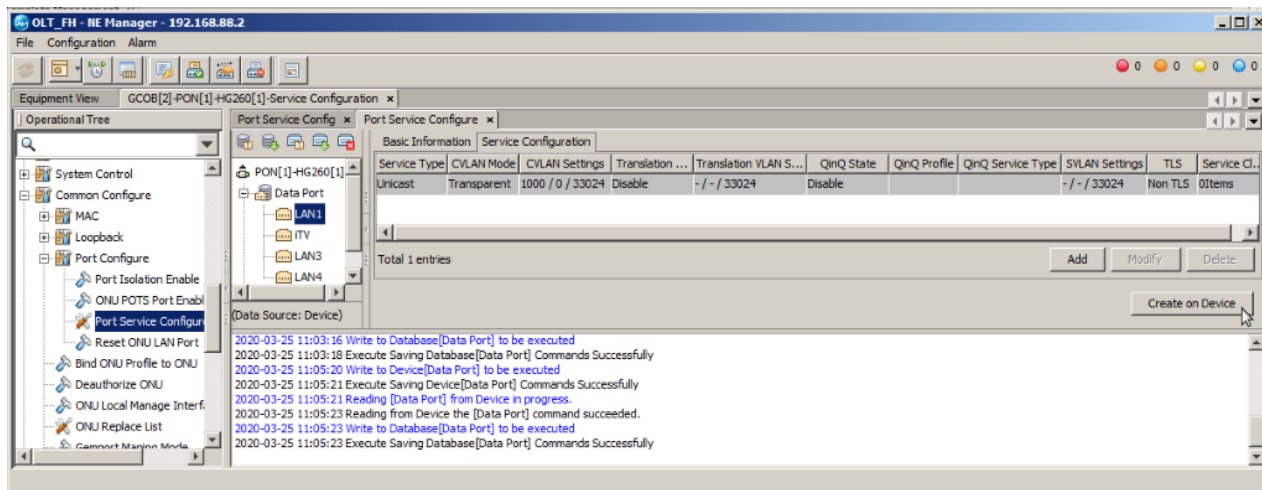 OLT_FH - NE Manager - 192.168.88.2
File Configuration Alarm
0 0 0 0
Equipment View GCOB[2]-PON[1]-HG260[1]-Service Configuration
Operational Tree
System Control
Common Configure
MAC
Loopback
Port Configure
Port Isolation Enable
ONU POTS Port Enabl
Port Service Configur
Reset ONU LAN Port
Bind ONU Profile to ONU
Deauthorize ONU
ONU Local Manage Interf
ONU Replace List
Gemport Maping Mode
Port Service Config Port Service Configure
PON[1]-HG260[1]
Data Port
LAN1
iTV
LAN3
LAN4
(Data Source: Device)
Basic Information Service Configuration
Service Type CVLAN Mode CVLAN Settings Translation ... Translation VLAN S... QinQ State QinQ Profile QinQ Service Type SVLAN Settings TLS Service Cl..
Unicast Transparent 1000 / 0 / 33024 Disable - / - / 33024 Disable - / - / 33024 Non TLS 0Items
Total 1 entries
Add Modify Delete
Create on Device
2020-03-25 11:03:16 Write to Database[Data Port] to be executed
2020-03-25 11:03:18 Execute Saving Database[Data Port] Commands Successfully
2020-03-25 11:05:20 Write to Device[Data Port] to be executed
2020-03-25 11:05:21 Execute Saving Device[Data Port] Commands Successfully
2020-03-25 11:05:21 Reading [Data Port] from Device in progress.
2020-03-25 11:05:23 Reading from Device the [Data Port] command succeeded.
2020-03-25 11:05:23 Write to Database[Data Port] to be executed
2020-03-25 11:05:23 Execute Saving Database[Data Port] Commands Successfully